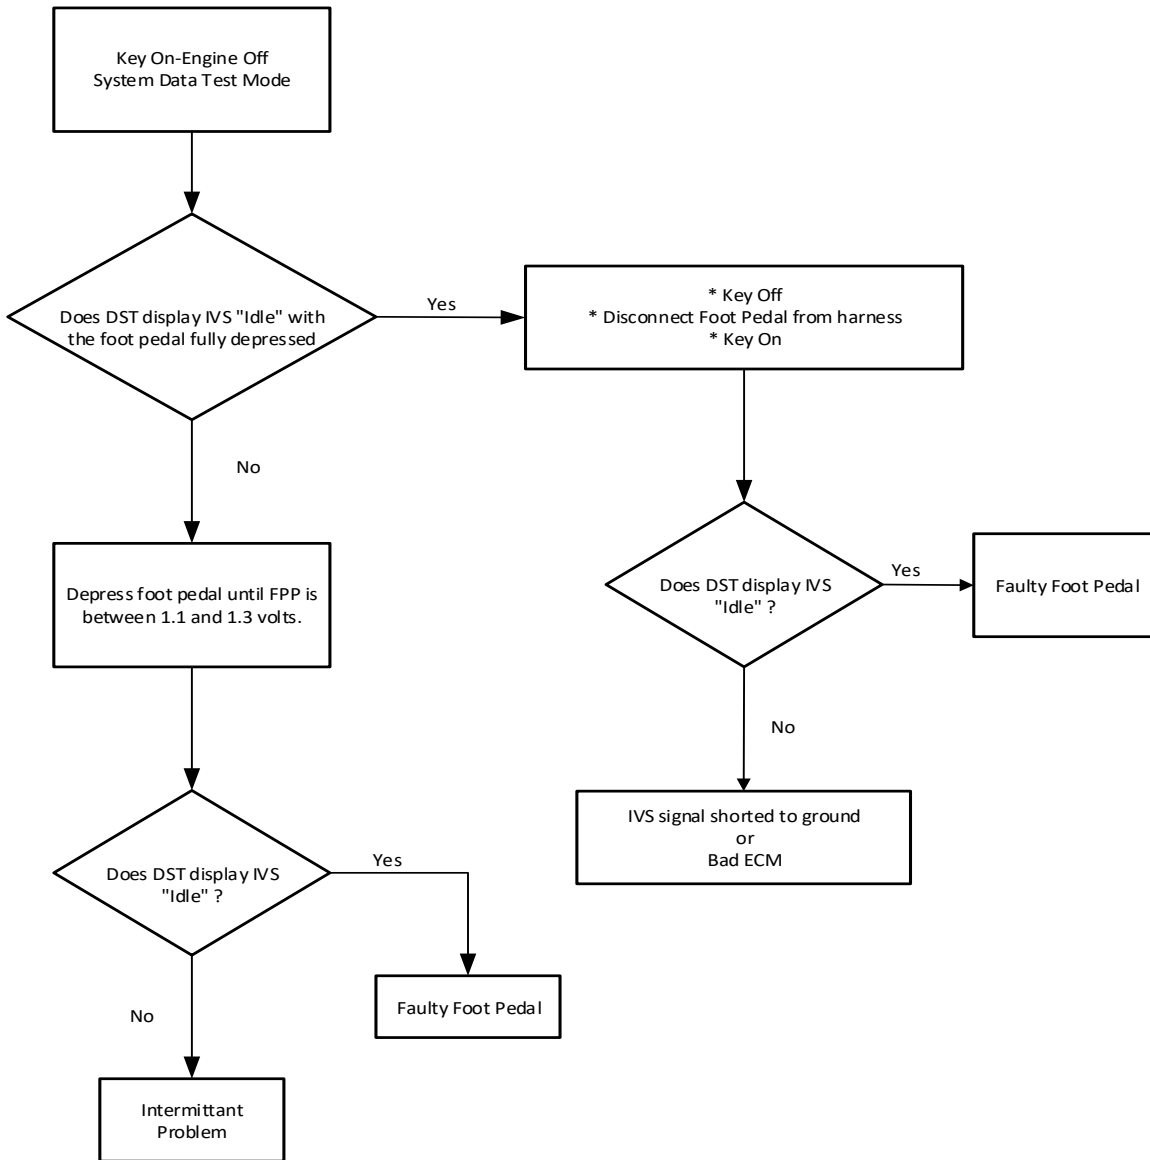 Key On-Engine Off
System Data Test Mode
Does DST display IVS "Idle" with
the foot pedal fully depressed
Yes
* Key Off
* Disconnect Foot Pedal from harness
* Key On
No
Depress foot pedal until FPP is
between 1.1 and 1.3 volts.
Does DST display IVS
"Idle" ?
Yes
Faulty Foot Pedal
No
IVS signal shorted to ground
or
Bad ECM
Does DST display IVS
"Idle" ?
Yes
Faulty Foot Pedal
No
Intermittant
Problem